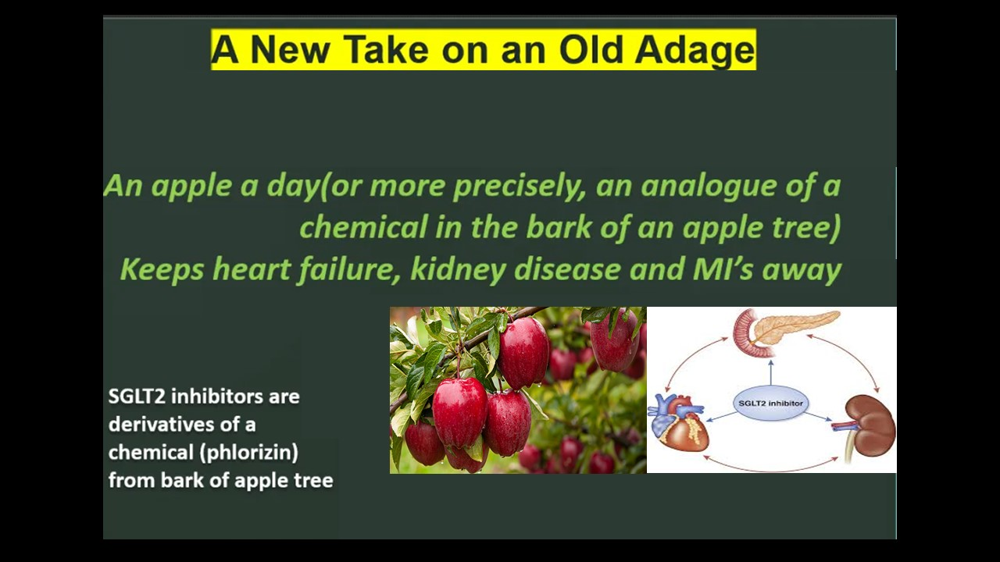 A New Take on an Old Adage
An apple a day(or more precisely, an analogue of a
chemical in the bark of an apple tree)
Keeps heart failure, kidney disease and MI’s away
SGLT2 inhibitors are
derivatives of a
chemical (phlorizin)
from bark of apple tree
SGLT2 inhibitor